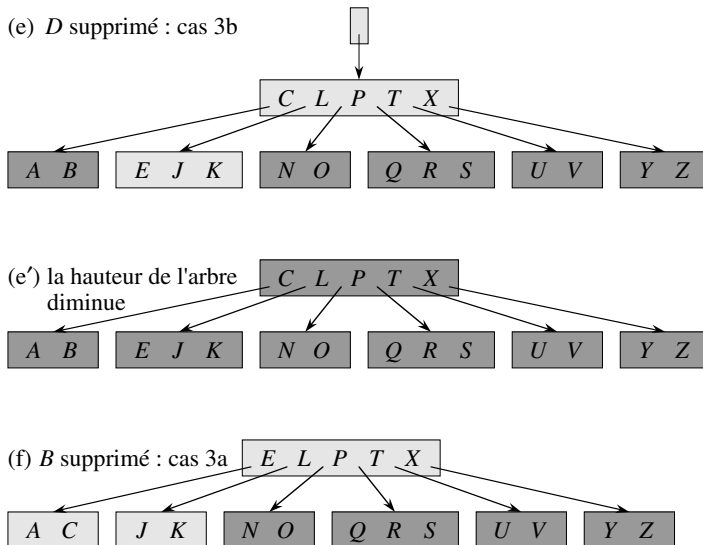 (e) D supprimé : cas 3b
C L P T X
A B E J K N O Q R S U V Y Z
(e′) la hauteur de l'arbre
diminue
C L P T X
A B E J K N O Q R S U V Y Z
(f) B supprimé : cas 3a
E L P T X
A C J K N O Q R S U V Y Z